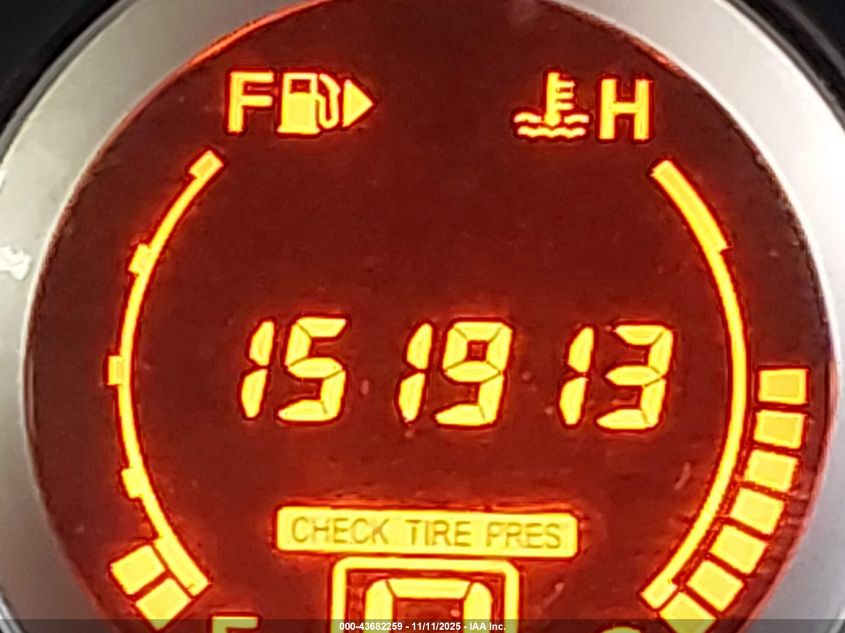 F H
151913
CHECK TIRE PRES
000-43682259 - 11/11/2025 - IAA Inc.